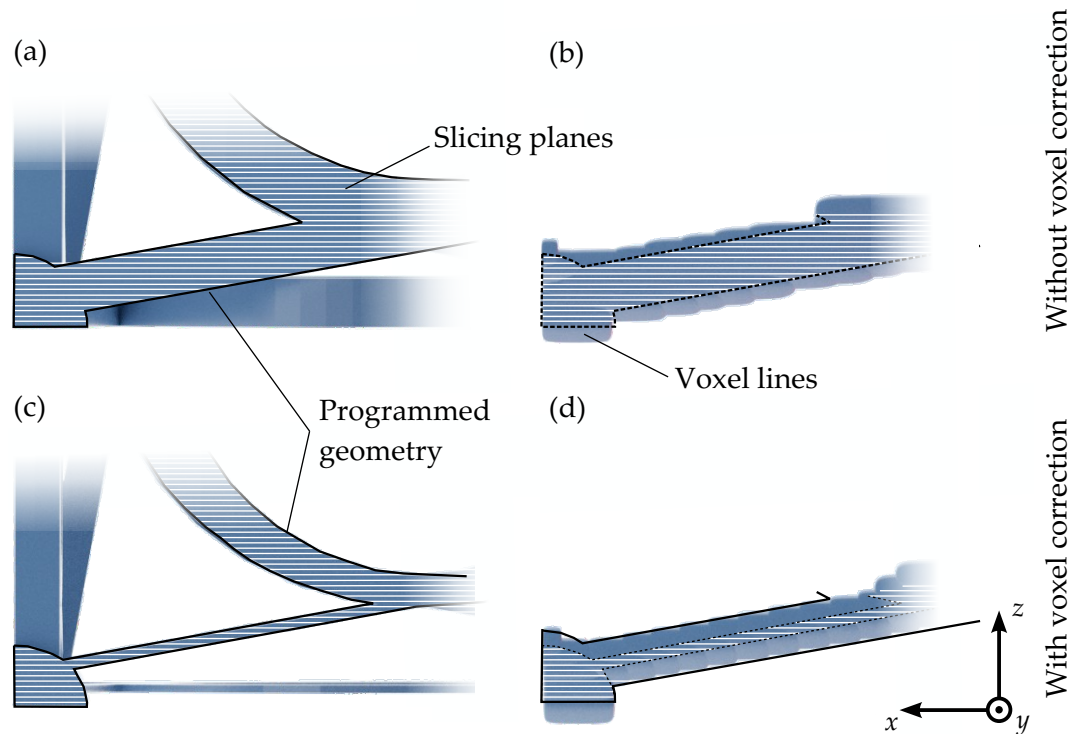 (a)
(b)
Slicing planes
Without voxel correction
Voxel lines
(c)
(d)
Programmed
geometry
With voxel correction
z
x
y